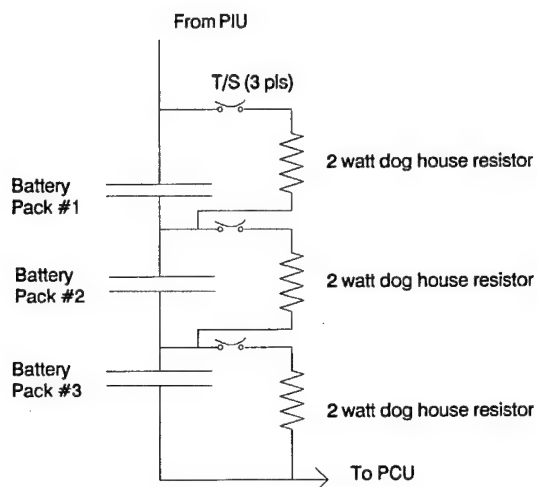 From PIU
T/S (3 pls)
2 watt dog house resistor
Battery
Pack #1
Battery
Pack #2
2 watt dog house resistor
Battery
Pack #3
2 watt dog house resistor
To PCU